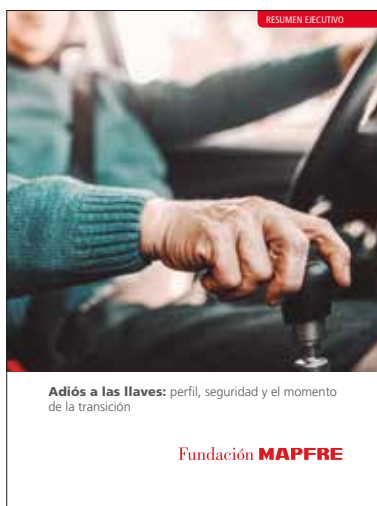 RESUMEN EJECUTIVO
Adiós a las llaves: perfil, seguridad y el momento
de la transición
Fundación MAPFRE